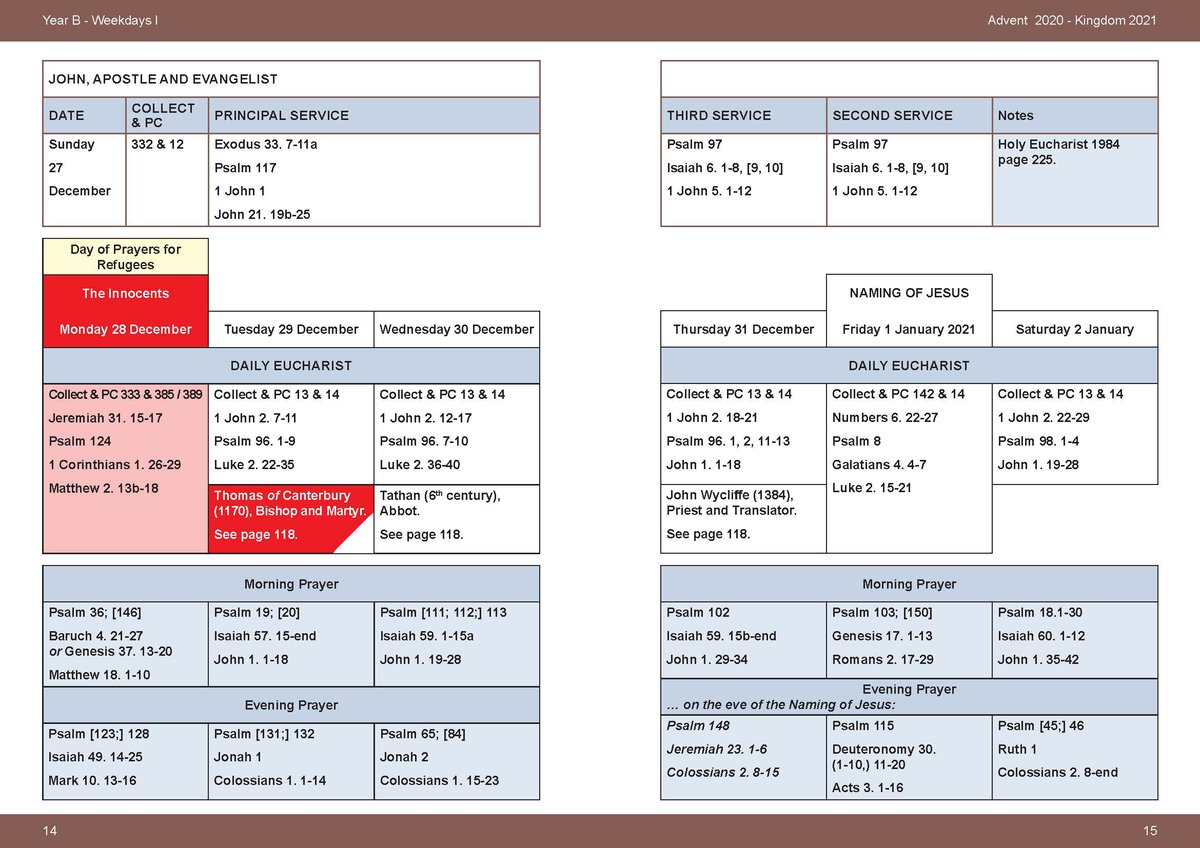 Year B - Weekdays I
Advent 2020 - Kingdom 2021
JOHN, APOSTLE AND EVANGELIST
DATE
COLLECT
& PC
PRINCIPAL SERVICE
Sunday
27
December
332 & 12
Exodus 33. 7-11a
Psalm 117
1 John 1
John 21. 19b-25
THIRD SERVICE
SECOND SERVICE
Notes
Psalm 97
Isaiah 6. 1-8, [9, 10]
1 John 5. 1-12
Psalm 97
Isaiah 6. 1-8, [9, 10]
1 John 5. 1-12
Holy Eucharist 1984
page 225.
Day of Prayers for
Refugees
The Innocents
Monday 28 December
Tuesday 29 December
Wednesday 30 December
DAILY EUCHARIST
Collect & PC 333 & 385 / 389
Jeremiah 31. 15-17
Psalm 124
1 Corinthians 1. 26-29
Matthew 2. 13b-18
Collect & PC 13 & 14
1 John 2. 7-11
Psalm 96. 1-9
Luke 2. 22-35
Thomas of Canterbury
(1170), Bishop and Martyr.
See page 118.
Collect & PC 13 & 14
1 John 2. 12-17
Psalm 96. 7-10
Luke 2. 36-40
Tathan (6th century),
Abbot.
See page 118.
Morning Prayer
Psalm 36; [146]
Baruch 4. 21-27
or Genesis 37. 13-20
Matthew 18. 1-10
Psalm 19; [20]
Isaiah 57. 15-end
John 1. 1-18
Psalm [111; 112;] 113
Isaiah 59. 1-15a
John 1. 19-28
Evening Prayer
Psalm [123;] 128
Isaiah 49. 14-25
Mark 10. 13-16
Psalm [131;] 132
Jonah 1
Colossians 1. 1-14
Psalm 65; [84]
Jonah 2
Colossians 1. 15-23
Thursday 31 December
NAMING OF JESUS
Friday 1 January 2021
Saturday 2 January
DAILY EUCHARIST
Collect & PC 13 & 14
1 John 2. 18-21
Psalm 96. 1, 2, 11-13
John 1. 1-18
John Wycliffe (1384),
Priest and Translator.
See page 118.
Collect & PC 142 & 14
Numbers 6. 22-27
Psalm 8
Galatians 4. 4-7
Luke 2. 15-21
Collect & PC 13 & 14
1 John 2. 22-29
Psalm 98. 1-4
John 1. 19-28
Morning Prayer
Psalm 102
Isaiah 59. 15b-end
John 1. 29-34
Psalm 103; [150]
Genesis 17. 1-13
Romans 2. 17-29
Psalm 18.1-30
Isaiah 60. 1-12
John 1. 35-42
Evening Prayer
… on the eve of the Naming of Jesus:
Psalm 148
Jeremiah 23. 1-6
Colossians 2. 8-15
Psalm 115
Deuteronomy 30.
(1-10,) 11-20
Acts 3. 1-16
Psalm [45;] 46
Ruth 1
Colossians 2. 8-end
14
15